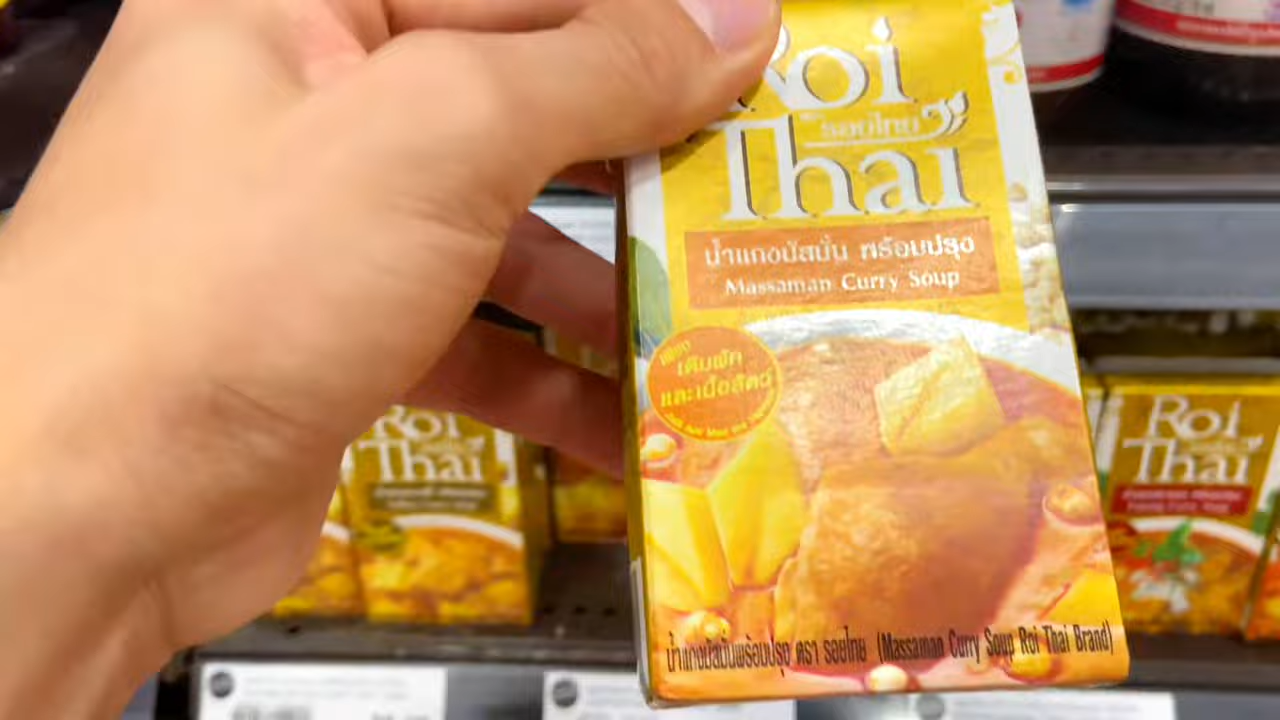 Roi
รอยไทย
Thai
น้ำแกงมัสมั่น พร้อมปรุง
Massaman Curry Soup
เพียง
เติมผัก
และเนื้อสัตว์
น้ำแกงมัสมั่นพร้อมปรุง ตรา รอยไทย (Massaman Curry Soup Roi Thai Brand)
Roi
Thai
Roi
Thai